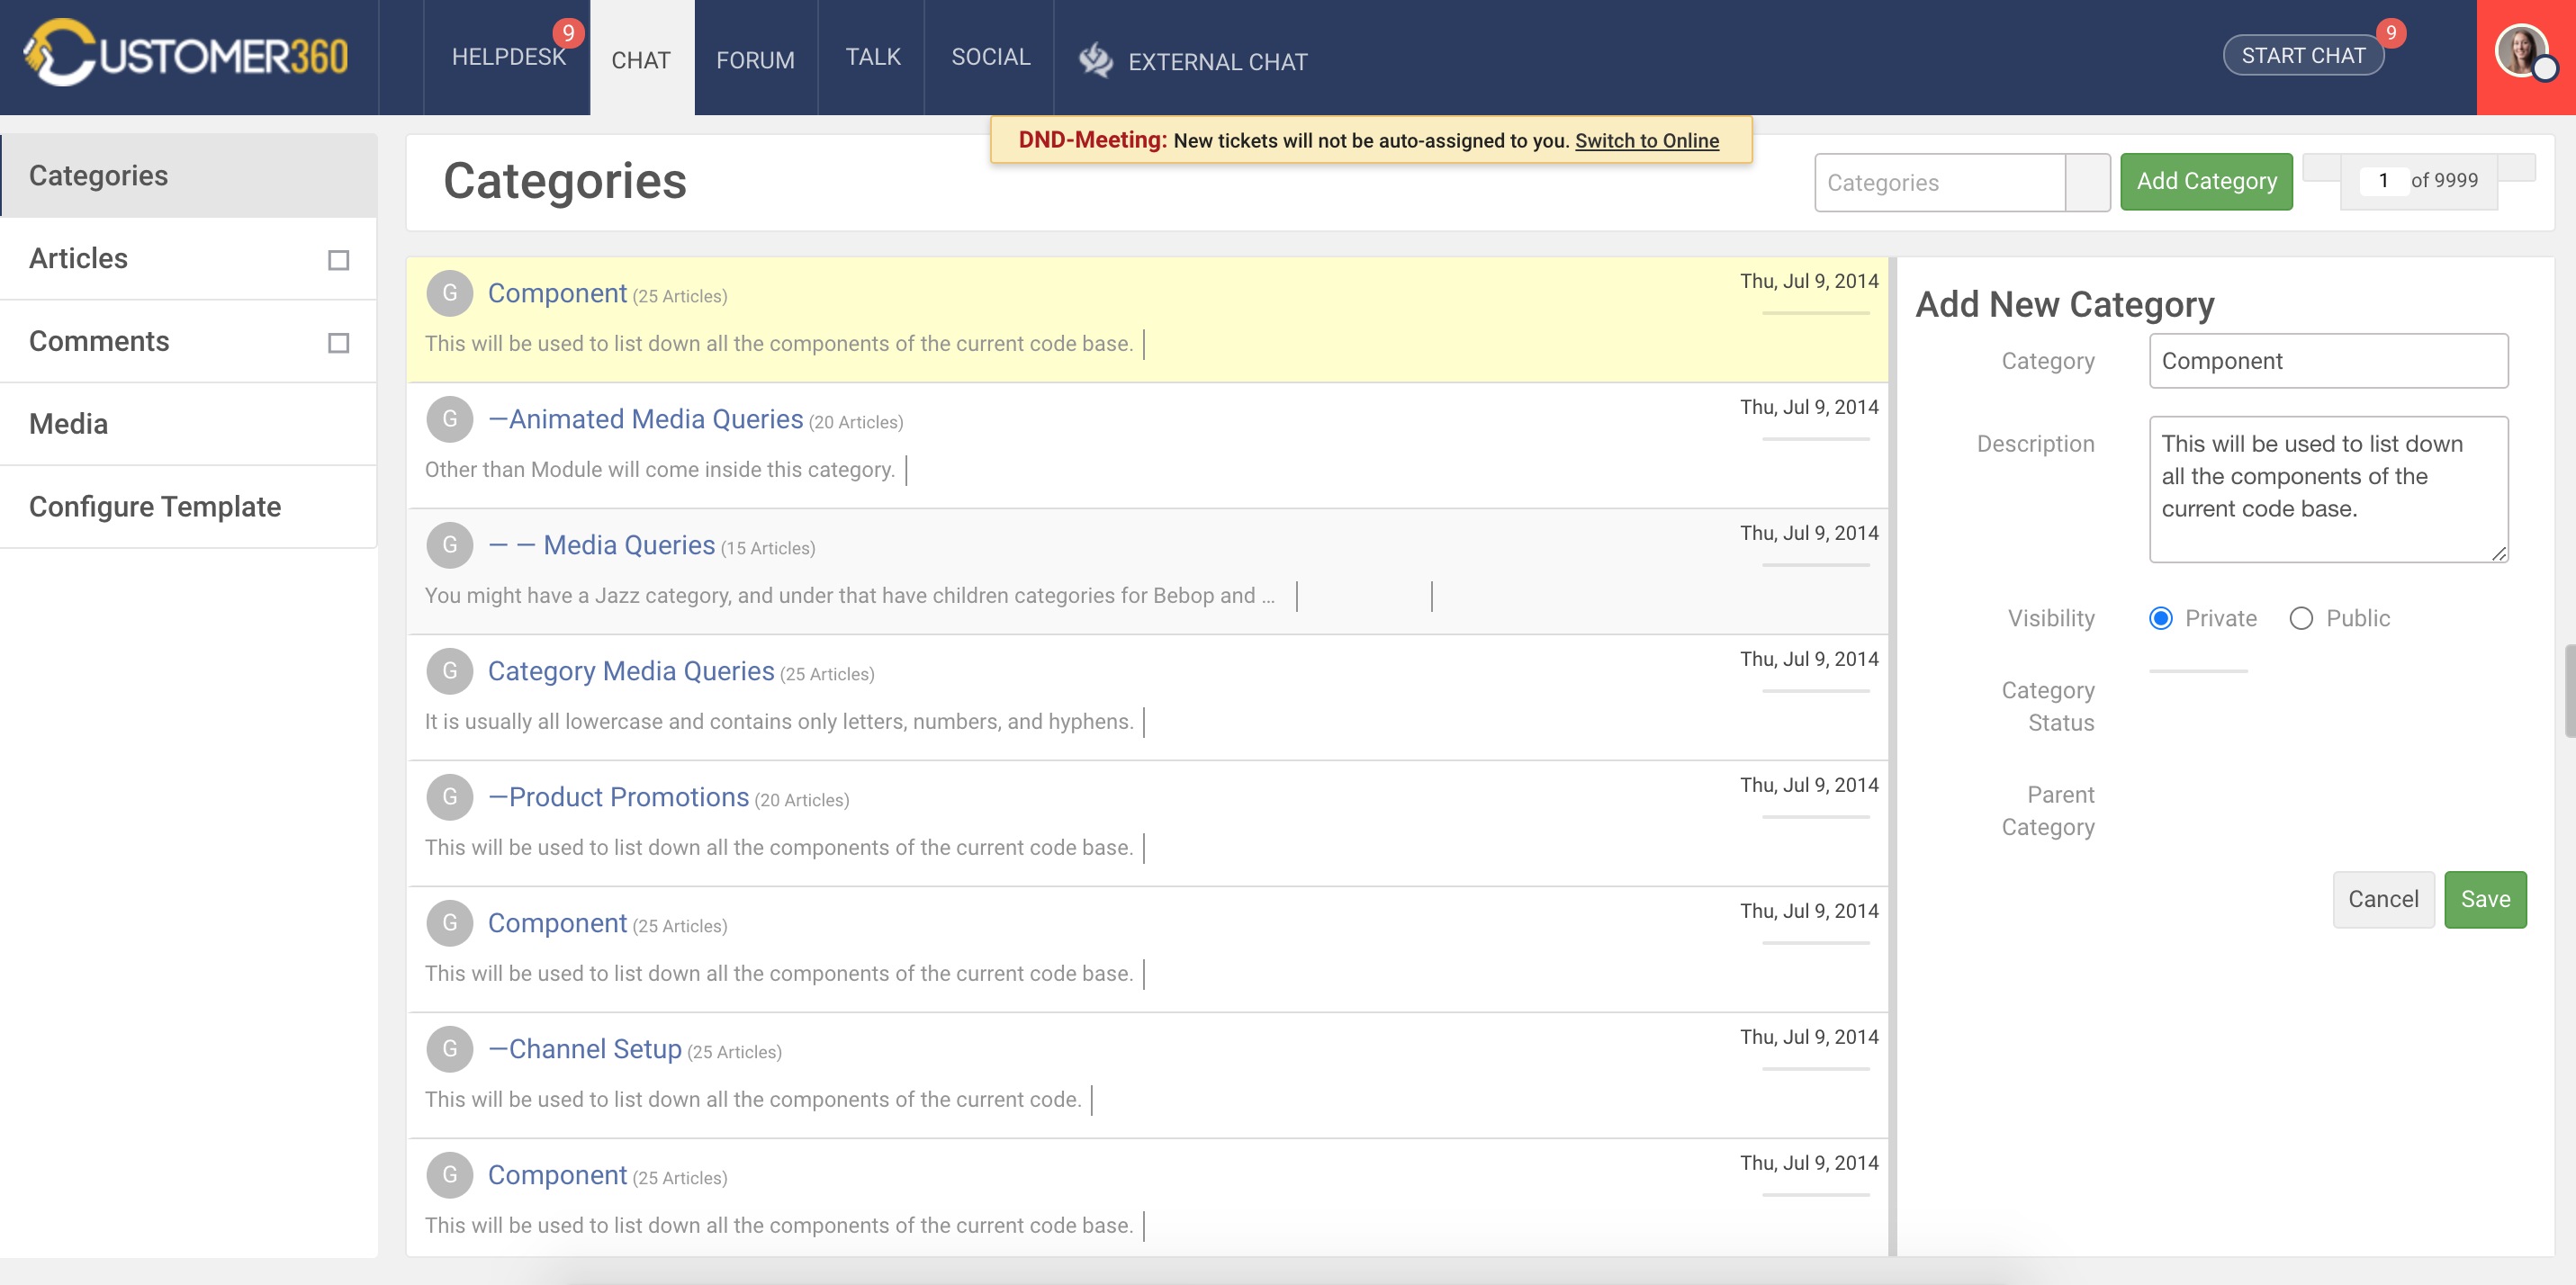 CUSTOMER360
HELPDESK
9
CHAT
FORUM
TALK
SOCIAL
EXTERNAL CHAT
START CHAT
9
DND-Meeting: New tickets will not be auto-assigned to you. Switch to Online
Categories
Articles
Comments
Media
Configure Template
Categories
Categories
Add Category
1 of 9999
G Component (25 Articles)
Thu, Jul 9, 2014
This will be used to list down all the components of the current code base.
G —Animated Media Queries (20 Articles)
Thu, Jul 9, 2014
Other than Module will come inside this category.
G — — Media Queries (15 Articles)
Thu, Jul 9, 2014
You might have a Jazz category, and under that have children categories for Bebop and ...
G Category Media Queries (25 Articles)
Thu, Jul 9, 2014
It is usually all lowercase and contains only letters, numbers, and hyphens.
G —Product Promotions (20 Articles)
Thu, Jul 9, 2014
This will be used to list down all the components of the current code base.
G Component (25 Articles)
Thu, Jul 9, 2014
This will be used to list down all the components of the current code base.
G —Channel Setup (25 Articles)
Thu, Jul 9, 2014
This will be used to list down all the components of the current code.
G Component (25 Articles)
Thu, Jul 9, 2014
This will be used to list down all the components of the current code base.
Add New Category
Category
Component
Description
This will be used to list down
all the components of the
current code base.
Visibility
Private
Public
Category
Status
Parent
Category
Cancel
Save